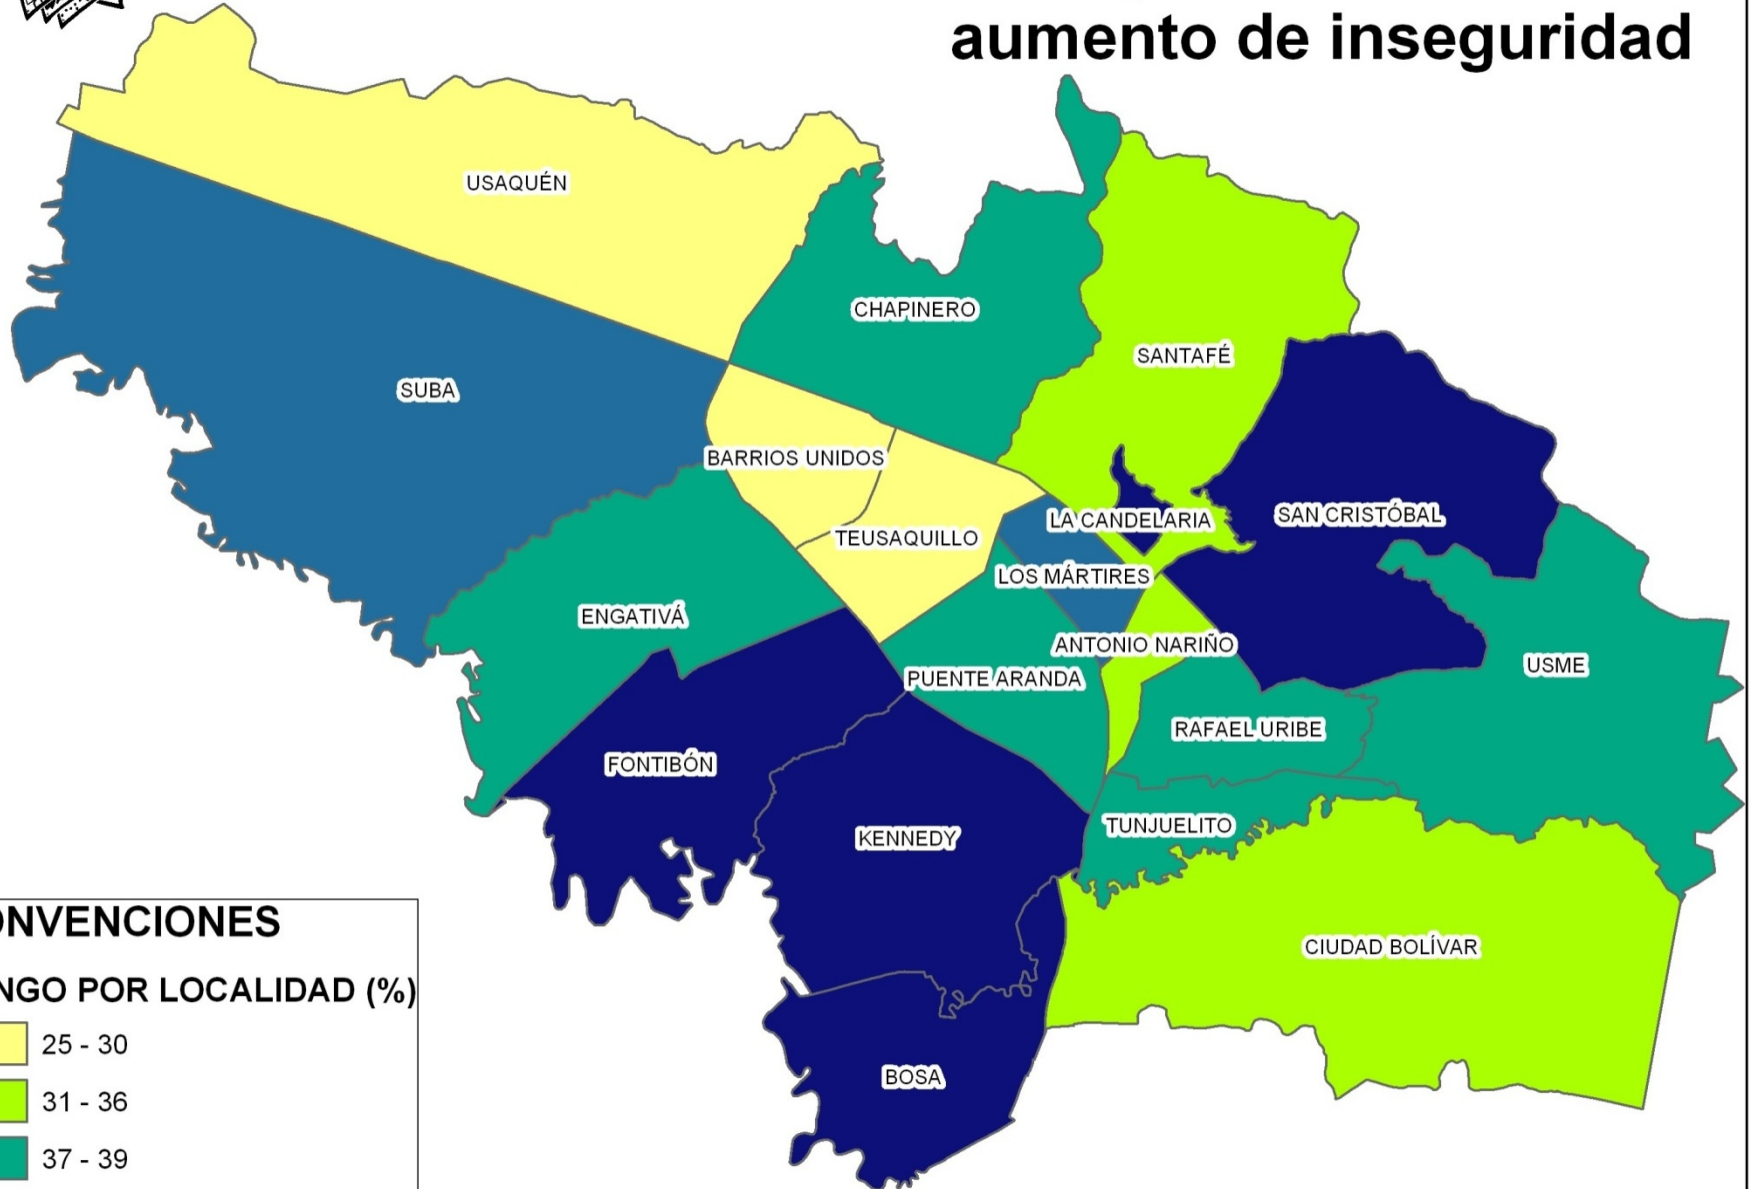 aumento de inseguridad
USAQUÉN
CHAPINERO
SANTAFÉ
SUBA
BARRIOS UNIDOS
LA CANDELARIA
SAN CRISTÓBAL
TEUSAQUILLO
LOS MÁRTIRES
ENGATIVÁ
ANTONIO NARIÑO
USME
PUENTE ARANDA
RAFAEL URIBE
FONTIBÓN
TUNJUELITO
KENNEDY
CIUDAD BOLÍVAR
BOSA
ONVENCIONES
NGO POR LOCALIDAD (%)
25 - 30
31 - 36
37 - 39